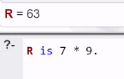 R = 63
?- R is 7 * 9.